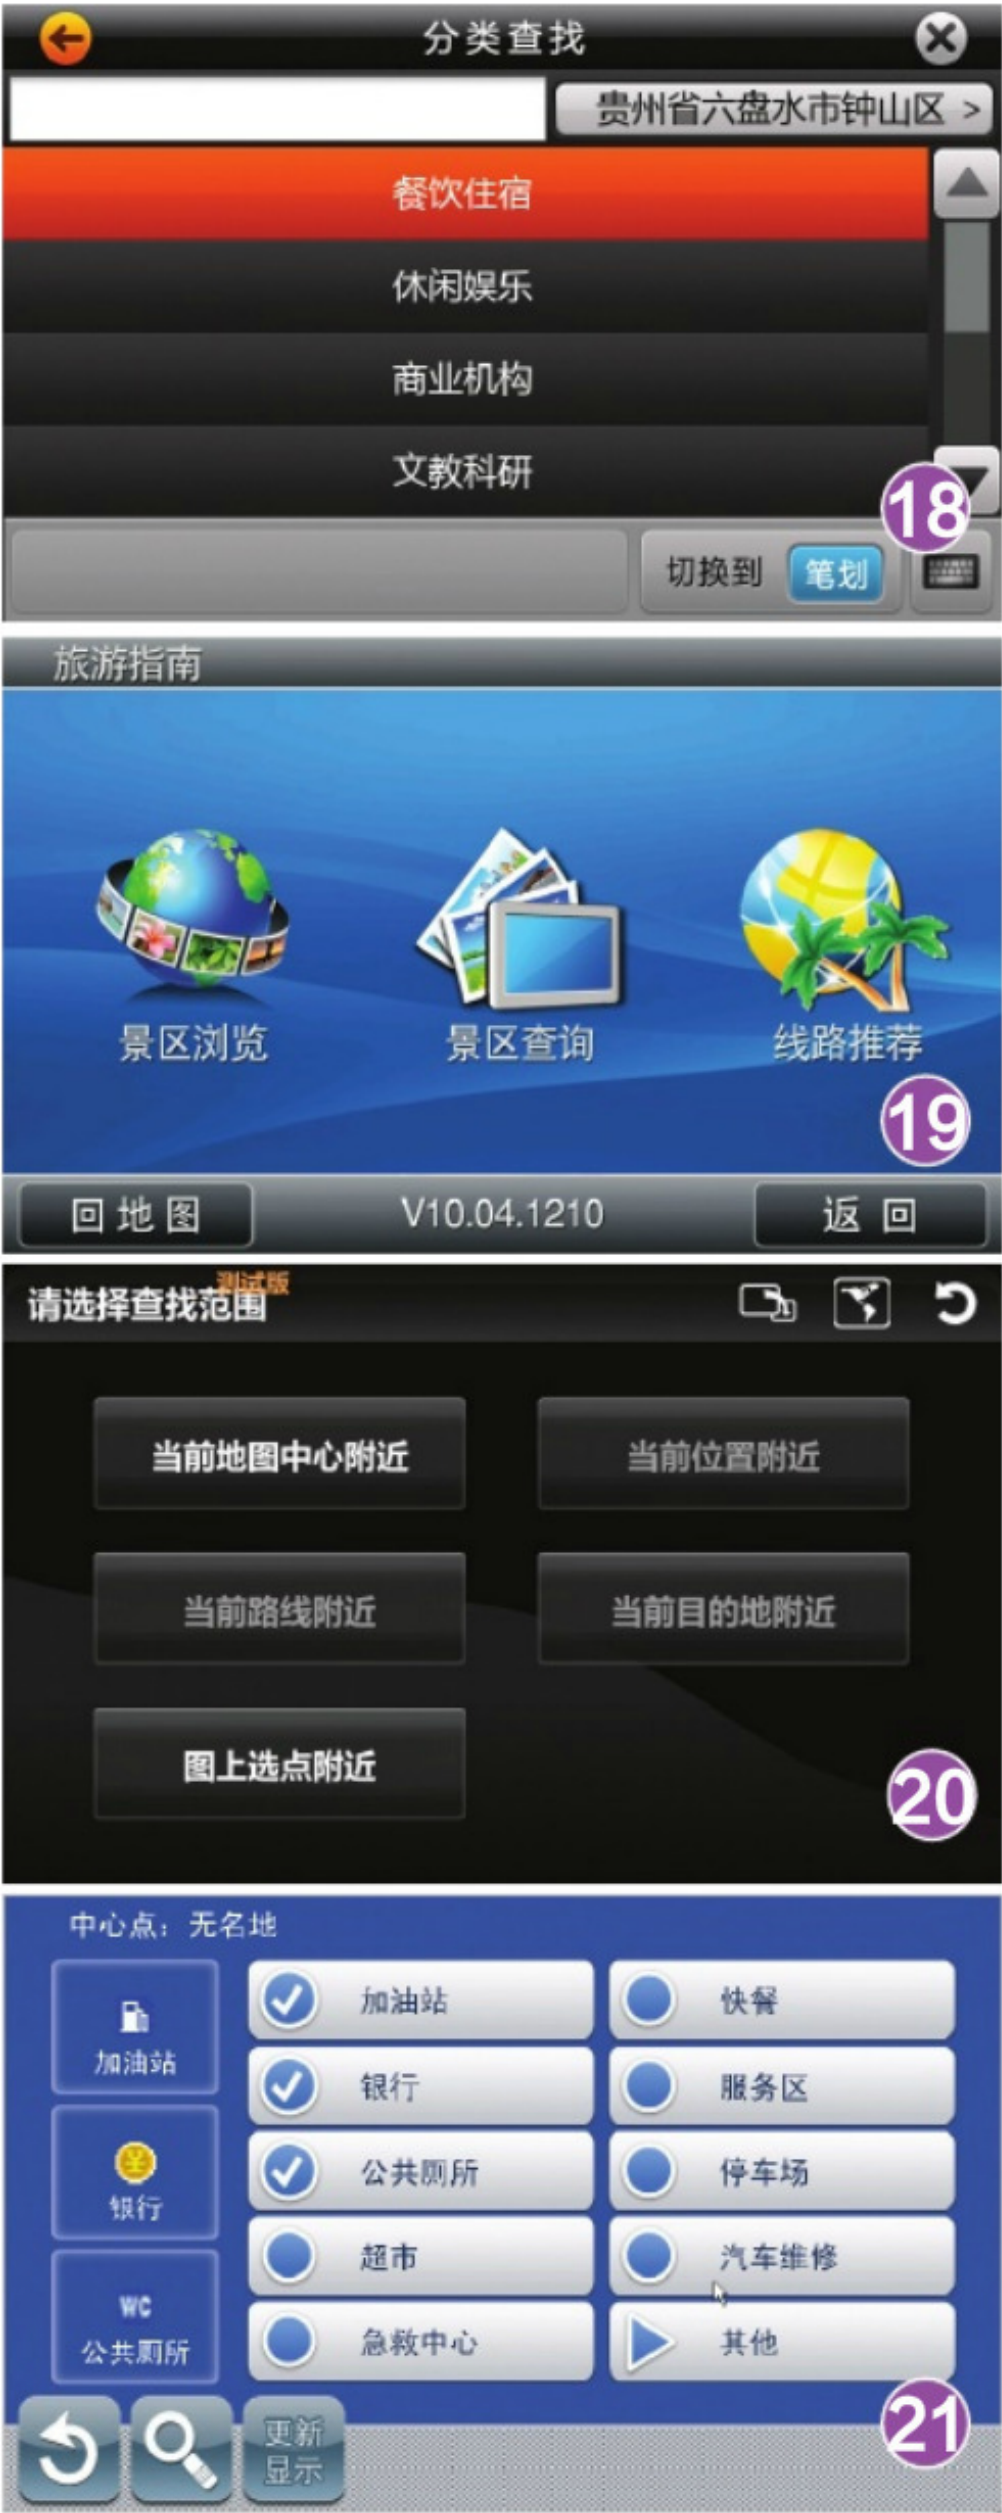 分类查找
贵州省六盘水市钟山区 >
餐饮住宿
休闲娱乐
商业机构
文教科研
18
切换到 笔划
旅游指南
景区浏览 景区查询 线路推荐
19
回地图 V10.04.1210 返回
测试版
请选择查找范围
当前地图中心附近 当前位置附近
当前路线附近 当前目的地附近
图上选点附近
20
中心点：无名地
加油站 加油站 快餐
银行 服务区
银行 公共厕所 停车场
超市 汽车维修
WC
公共厕所 急救中心 其他
21
更新
显示